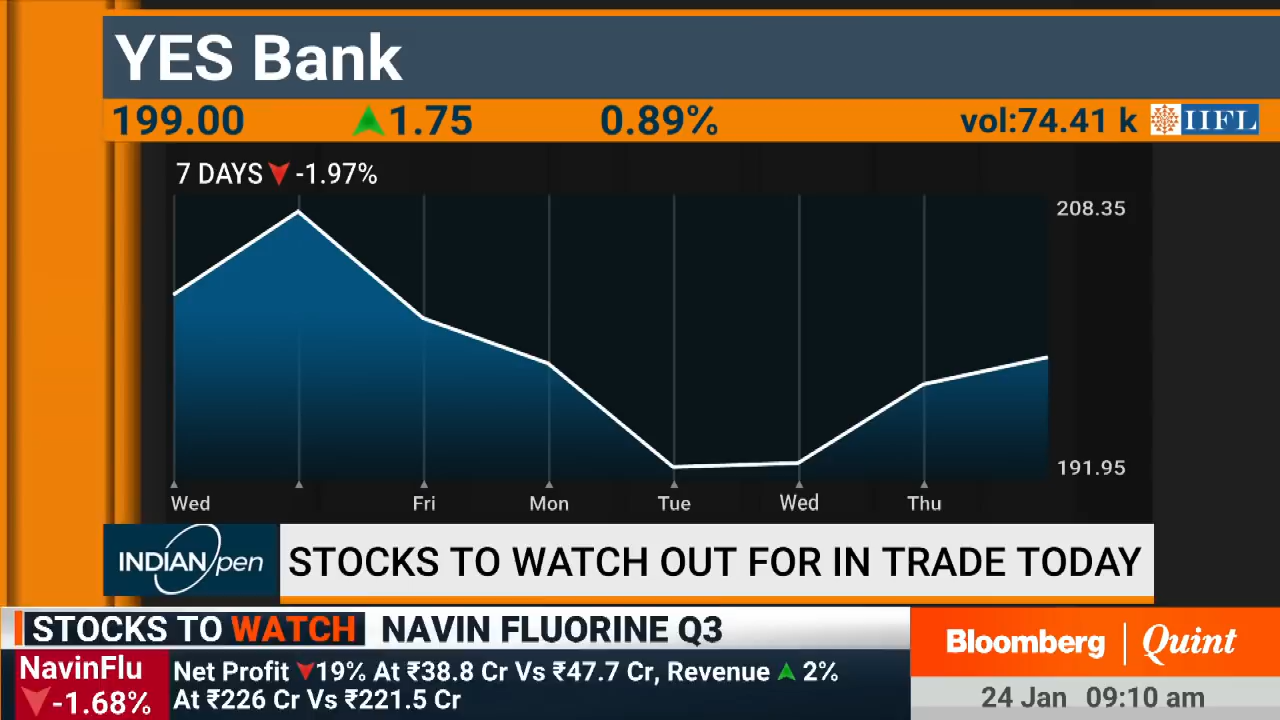 YES Bank
199.00 ▲1.75 0.89% vol:74.41 k IIFL
7 DAYS▼-1.97%
208.35
191.95
Wed Fri Mon Tue Wed Thu
INDIAN pen
STOCKS TO WATCH OUT FOR IN TRADE TODAY
STOCKS TO WATCH NAVIN FLUORINE Q3
NavinFlu
▼-1.68%
Net Profit ▼19% At ₹38.8 Cr Vs ₹47.7 Cr, Revenue ▲ 2%
At ₹226 Cr Vs ₹221.5 Cr
Bloomberg | Quint
24 Jan 09:10 am